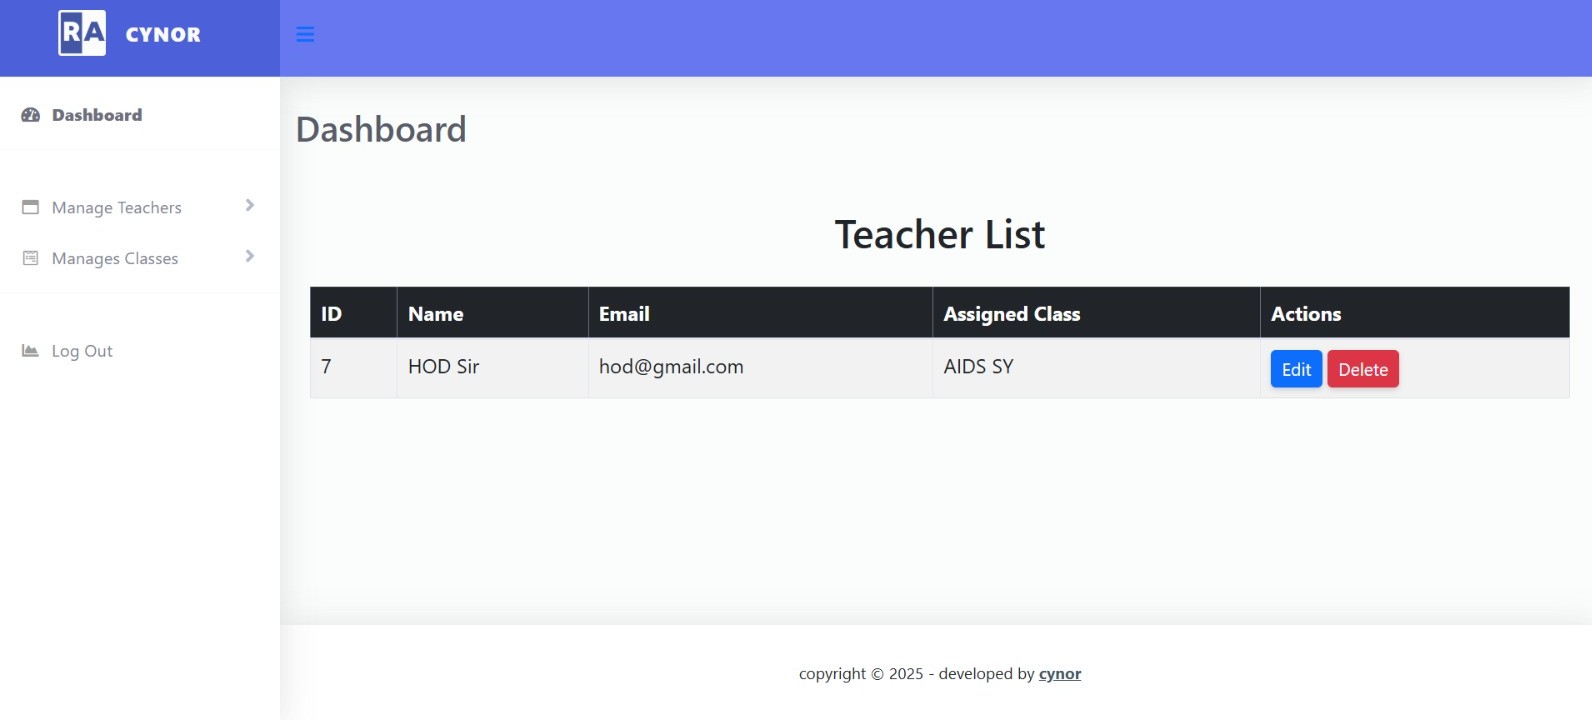 RA CYNOR
Dashboard
Manage Teachers
Manages Classes
Log Out
Dashboard
Teacher List
ID Name Email Assigned Class Actions
7 HOD Sir hod@gmail.com AIDS SY Edit Delete
copyright © 2025 - developed by cynor